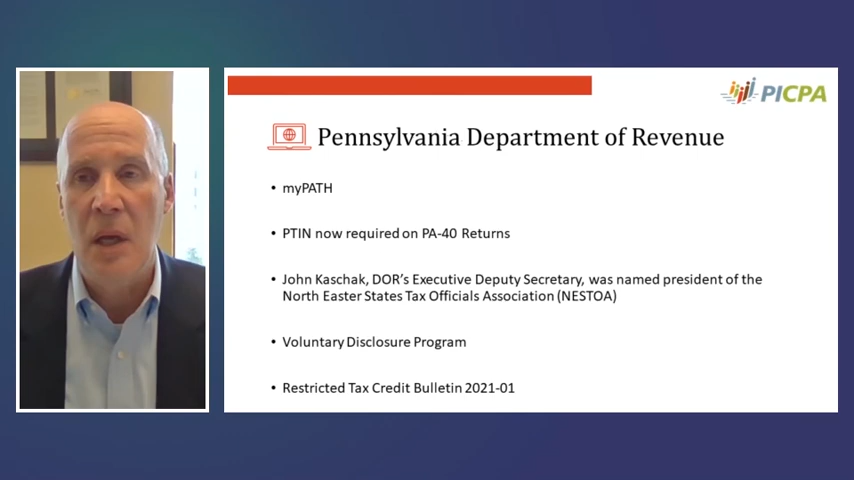 PICPA
Pennsylvania Department of Revenue
• myPATH
• PTIN now required on PA-40 Returns
• John Kaschak, DOR's Executive Deputy Secretary, was named president of the
North Easter States Tax Officials Association (NESTOA)
• Voluntary Disclosure Program
• Restricted Tax Credit Bulletin 2021-01